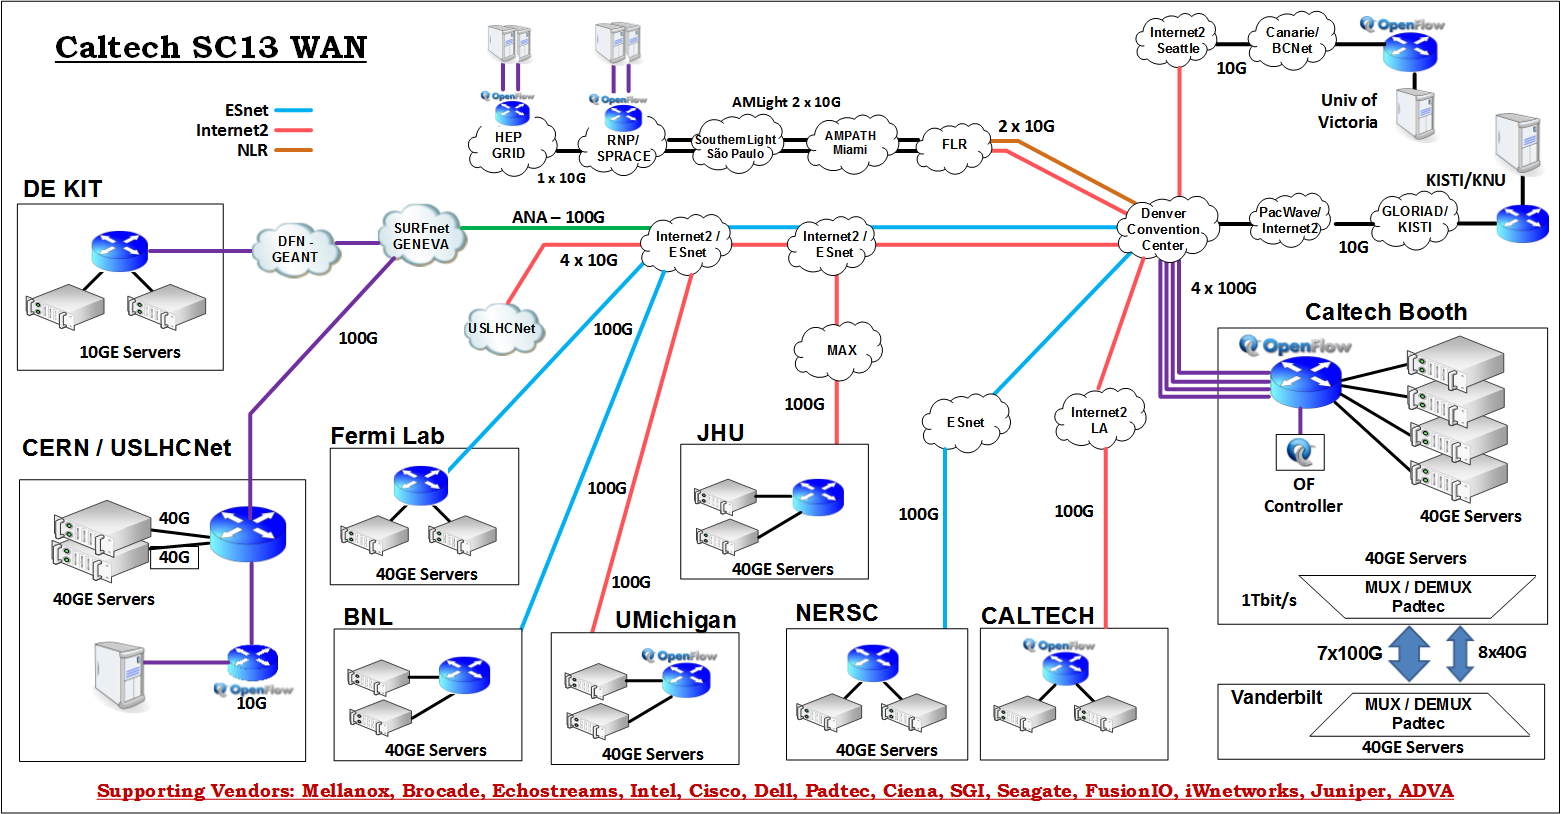 Caltech SC13 WAN
ESnet
Internet2
NLR
OpenFlow
HEP
GRID
1 x 10G
OpenFlow
RNP/
SPRACE
AMLight 2 x 10G
SouthernLight
São Paulo
AMPATH
Miami
FLR
2 x 10G
Internet2
Seattle
10G
Canarie/
BCNet
OpenFlow
Univ of
Victoria
KISTI/KNU
DE KIT
10GE Servers
DFN -
GEANT
SURFnet
GENEVA
ANA – 100G
4 x 10G
USLHCNet
Internet2 /
ESnet
Internet2 /
ESnet
Denver
Convention
Center
PacWave/
Internet2
10G
GLORIAD/
KISTI
4 x 100G
100G
100G
MAX
100G
ESnet
Internet2
LA
Caltech Booth
OpenFlow
OF
Controller
40GE Servers
40GE Servers
1Tbit/s
MUX / DEMUX
Padtec
7x100G
8x40G
Vanderbilt
MUX / DEMUX
Padtec
40GE Servers
CERN / USLHCNet
40G
40G
40GE Servers
OpenFlow
10G
Fermi Lab
40GE Servers
100G
100G
JHU
40GE Servers
100G
100G
BNL
40GE Servers
UMichigan
OpenFlow
40GE Servers
NERSC
40GE Servers
CALTECH
OpenFlow
Supporting Vendors: Mellanox, Brocade, Echostreams, Intel, Cisco, Dell, Padtec, Ciena, SGI, Seagate, FusionIO, iWnetworks, Juniper, ADVA